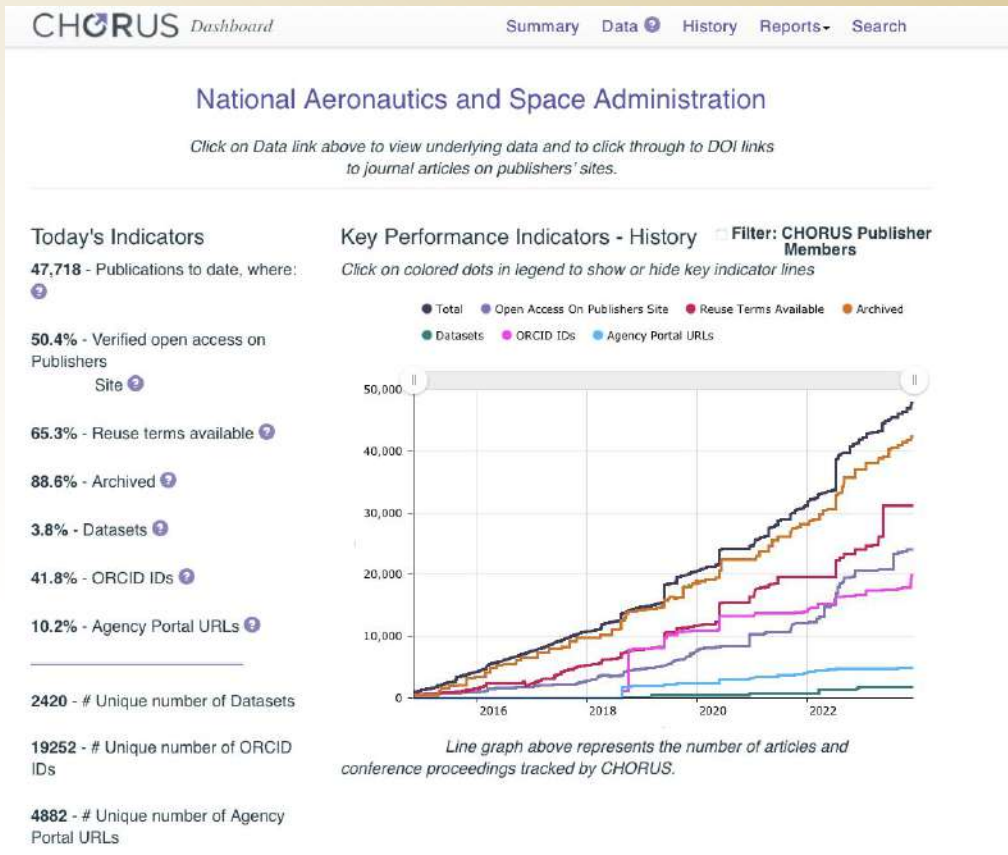 CHORUS Dashboard
Summary Data ? History Reports Search
National Aeronautics and Space Administration
Click on Data link above to view underlying data and to click through to DOI links
to journal articles on publishers' sites.
Today's Indicators
47,718 - Publications to date, where:
?
50.4% - Verified open access on
Publishers
Site ?
65.3% - Reuse terms available ?
88.6% - Archived ?
3.8% - Datasets ?
41.8% - ORCID IDs ?
10.2% - Agency Portal URLs ?
2420 - # Unique number of Datasets
19252 - # Unique number of ORCID
IDs
4882 - # Unique number of Agency
Portal URLs
Key Performance Indicators - History
Filter: CHORUS Publisher
Members
Click on colored dots in legend to show or hide key indicator lines
Total Open Access On Publishers Site Reuse Terms Available Archived
Datasets ORCID IDs Agency Portal URLs
50,000
40,000
30,000
20,000
10,000
0
2016 2018 2020 2022
Line graph above represents the number of articles and
conference proceedings tracked by CHORUS.